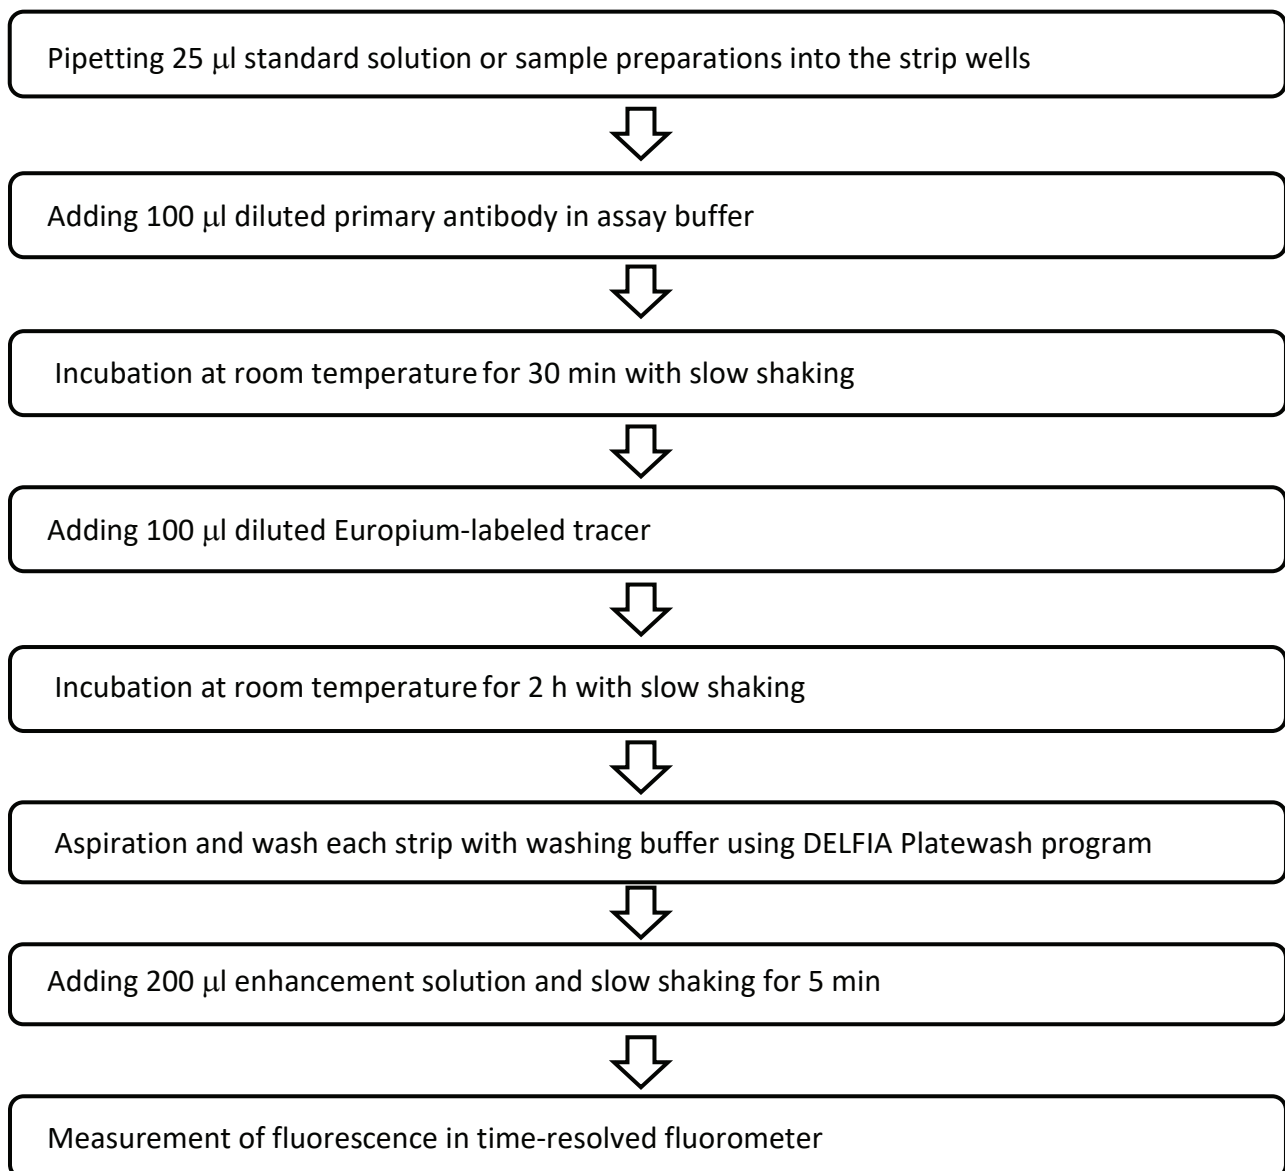 Pipetting 25 μl standard solution or sample preparations into the strip wells
Adding 100 μl diluted primary antibody in assay buffer
Incubation at room temperature for 30 min with slow shaking
Adding 100 μl diluted Europium-labeled tracer
Incubation at room temperature for 2 h with slow shaking
Aspiration and wash each strip with washing buffer using DELFIA Platewash program
Adding 200 μl enhancement solution and slow shaking for 5 min
Measurement of fluorescence in time-resolved fluorometer